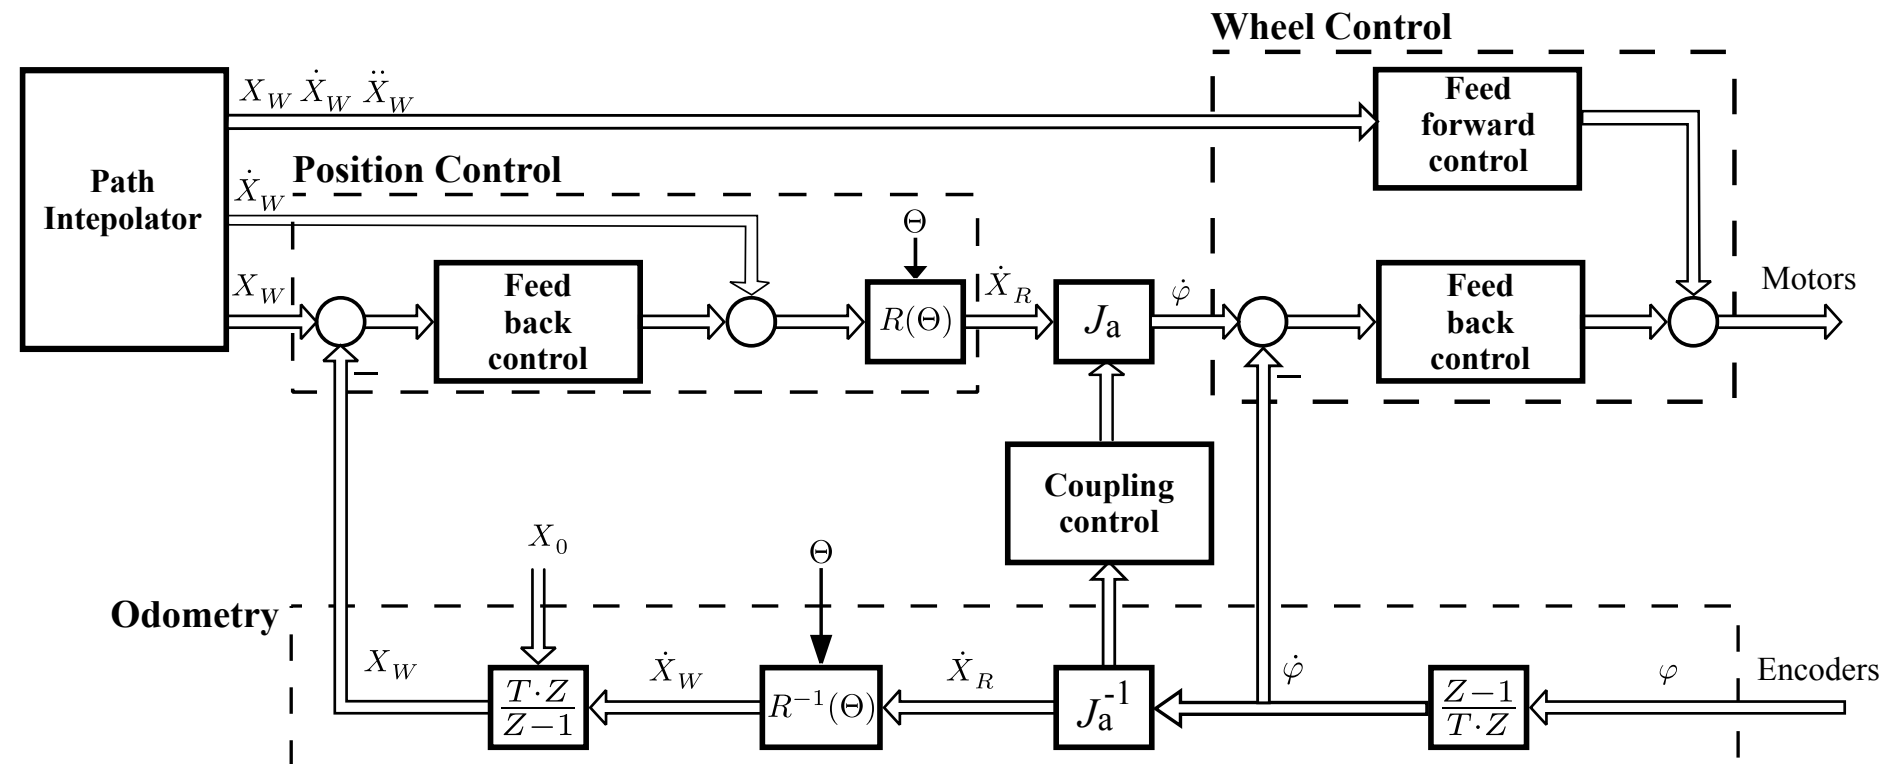 Wheel Control
X_W Ẋ_W Ẍ_W
Feed
forward
control
Path
Intepolator
Position Control
Ẋ_W
Θ
X_W
Feed
back
control
R(Θ)
Ẋ_R
J_a
φ̇
Feed
back
control
Motors
−
−
Coupling
control
X_0
Θ
Odometry
X_W
T·Z
Z−1
Ẋ_W
R⁻¹(Θ)
Ẋ_R
J_a⁻¹
φ̇
Z−1
T·Z
φ
Encoders